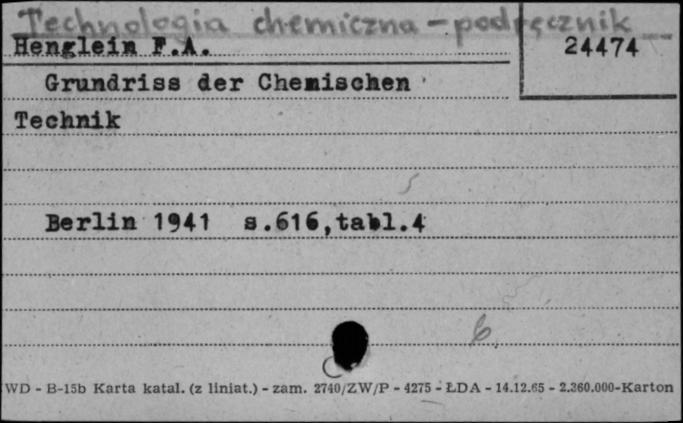 Technologia chemiczna - podręcznik
Henglein F.A.
24474
Grundriss der Chemischen
Technik
Berlin 1941 s.616,tabl.4
6
WD - B-15b Karta katal. (z liniat.) - zam. 2740/ZW/P - 4275 - ŁDA - 14.12.65 - 2.360.000-Karton